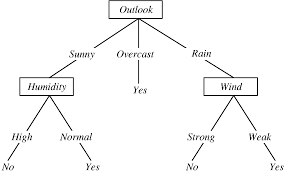 Outlook
Sunny Overcast Rain
Humidity Yes Wind
High Normal Strong Weak
No Yes No Yes